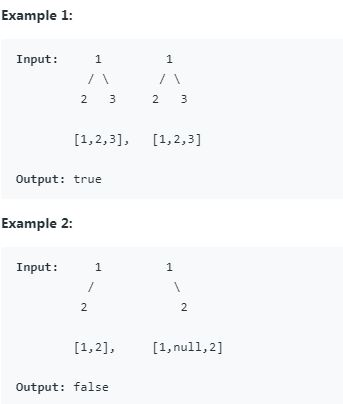 Example 1:
Input:     1         1
          / \       / \
         2   3     2   3
        [1,2,3],   [1,2,3]
Output: true
Example 2:
Input:     1         1
          /           \
         2             2
        [1,2],     [1,null,2]
Output: false